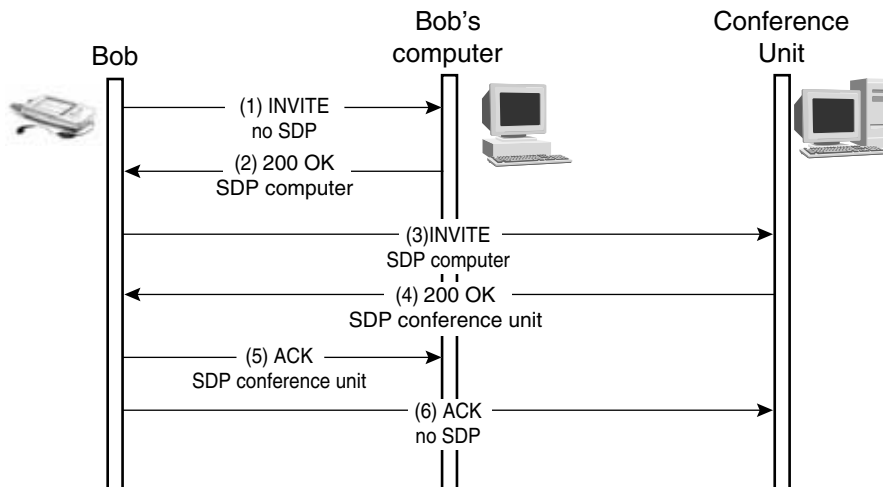 Bob
Bob's
computer
Conference
Unit
(1) INVITE
no SDP
(2) 200 OK
SDP computer
(3)INVITE
SDP computer
(4) 200 OK
SDP conference unit
(5) ACK
SDP conference unit
(6) ACK
no SDP